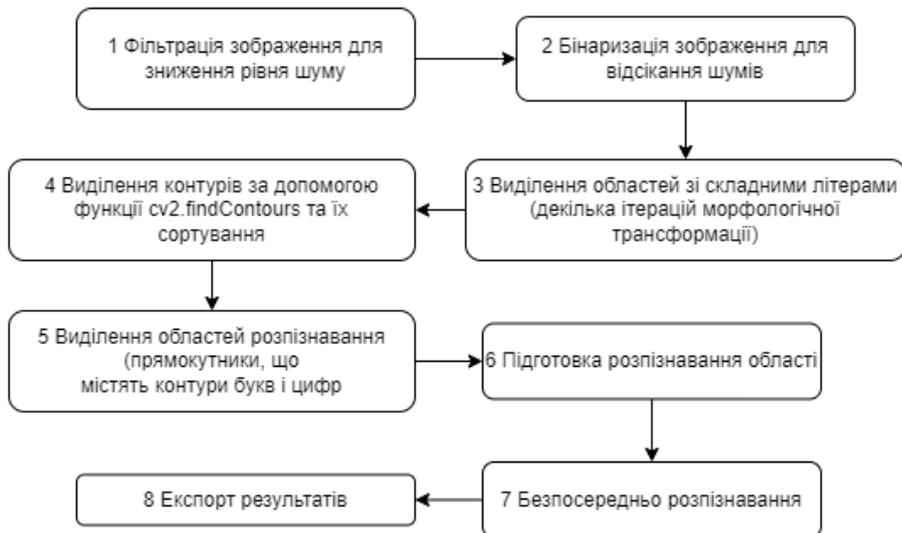 1 Фільтрація зображення для
зниження рівня шуму
2 Бінаризація зображення для
відсікання шумів
3 Виділення областей зі складними літерами
(декілька ітерацій морфологічної
трансформації)
4 Виділення контурів за допомогою
функції cv2.findContours та їх
сортування
5 Виділення областей розпізнавання
(прямокутники, що
містять контури букв і цифр
6 Підготовка розпізнавання області
7 Безпосередньо розпізнавання
8 Експорт результатів